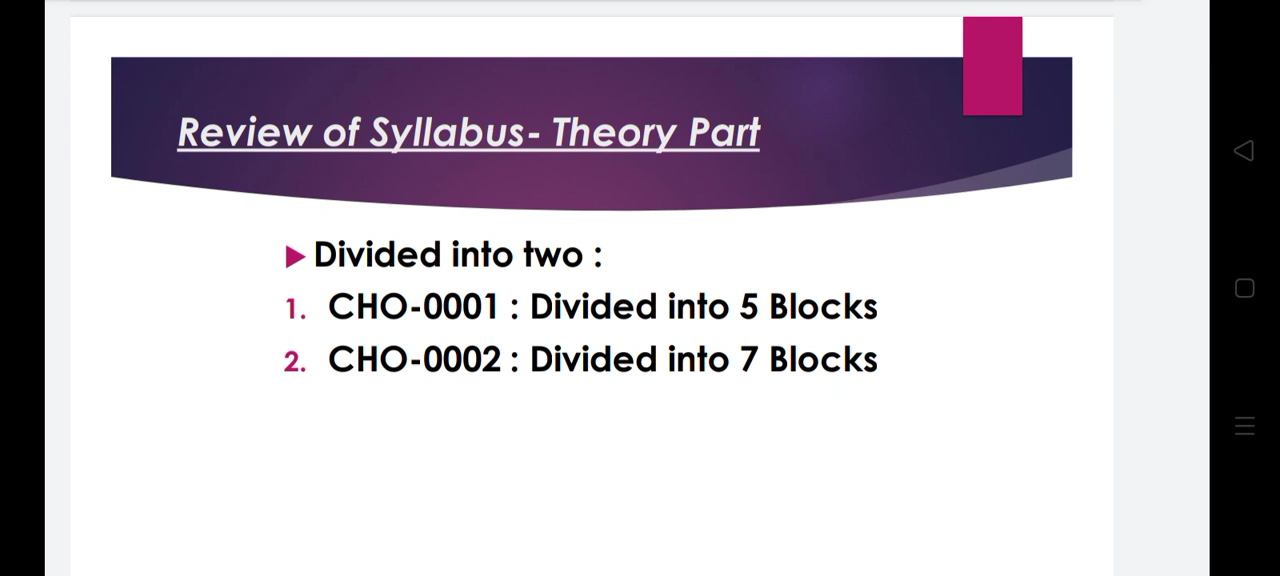 Review of Syllabus- Theory Part
Divided into two :
1. CHO-0001 : Divided into 5 Blocks
2. CHO-0002 : Divided into 7 Blocks